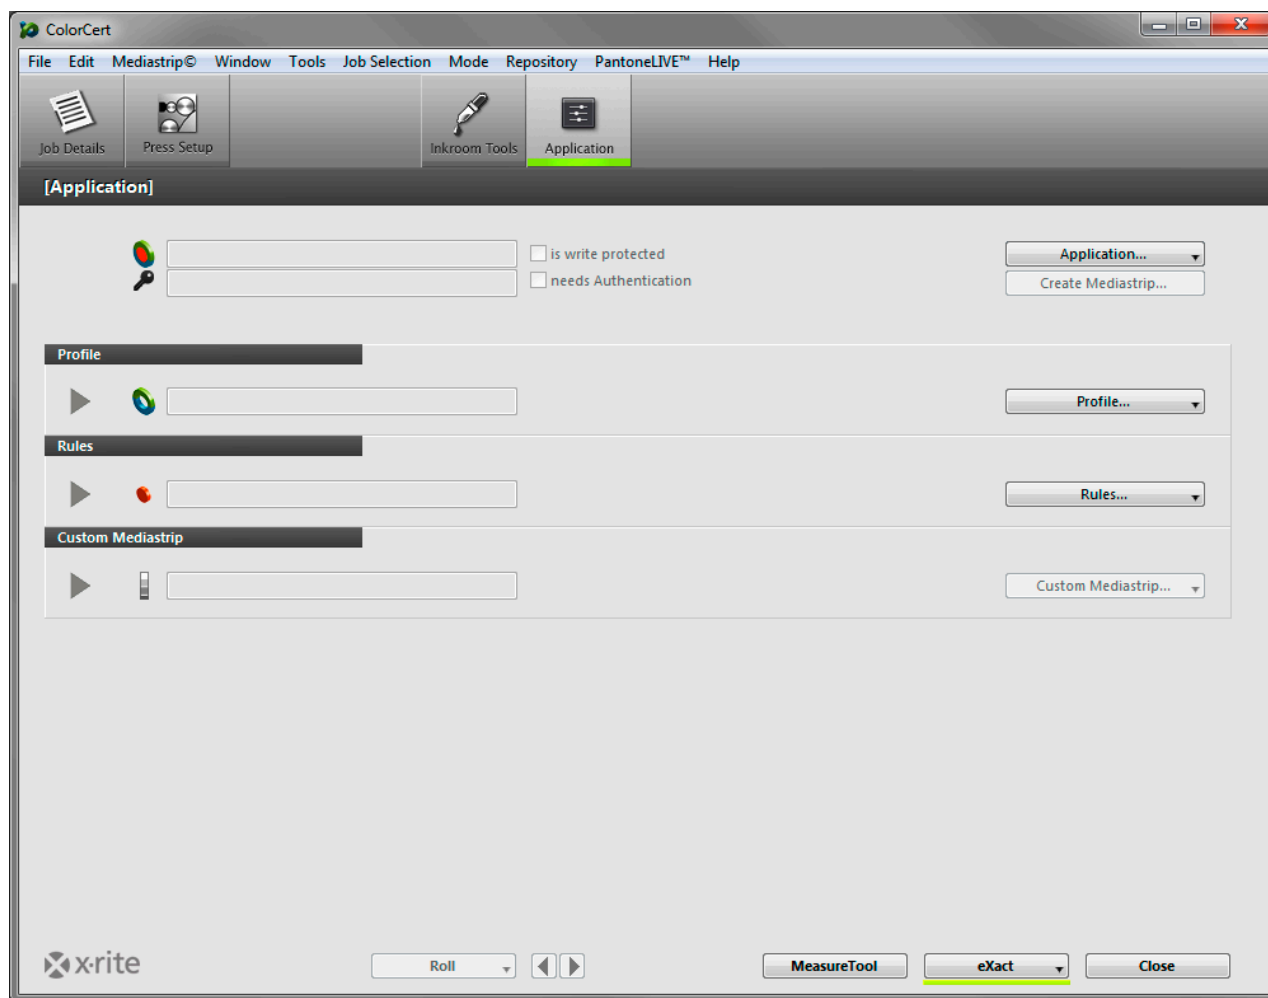 ColorCert
File Edit Mediastrip© Window Tools Job Selection Mode Repository PantoneLIVE™ Help
Job Details Press Setup Inkroom Tools Application
[Application]
is write protected Application...
needs Authentication Create Mediastrip...
Profile
Profile...
Rules
Rules...
Custom Mediastrip
Custom Mediastrip...
x·rite Roll MeasureTool eXact Close